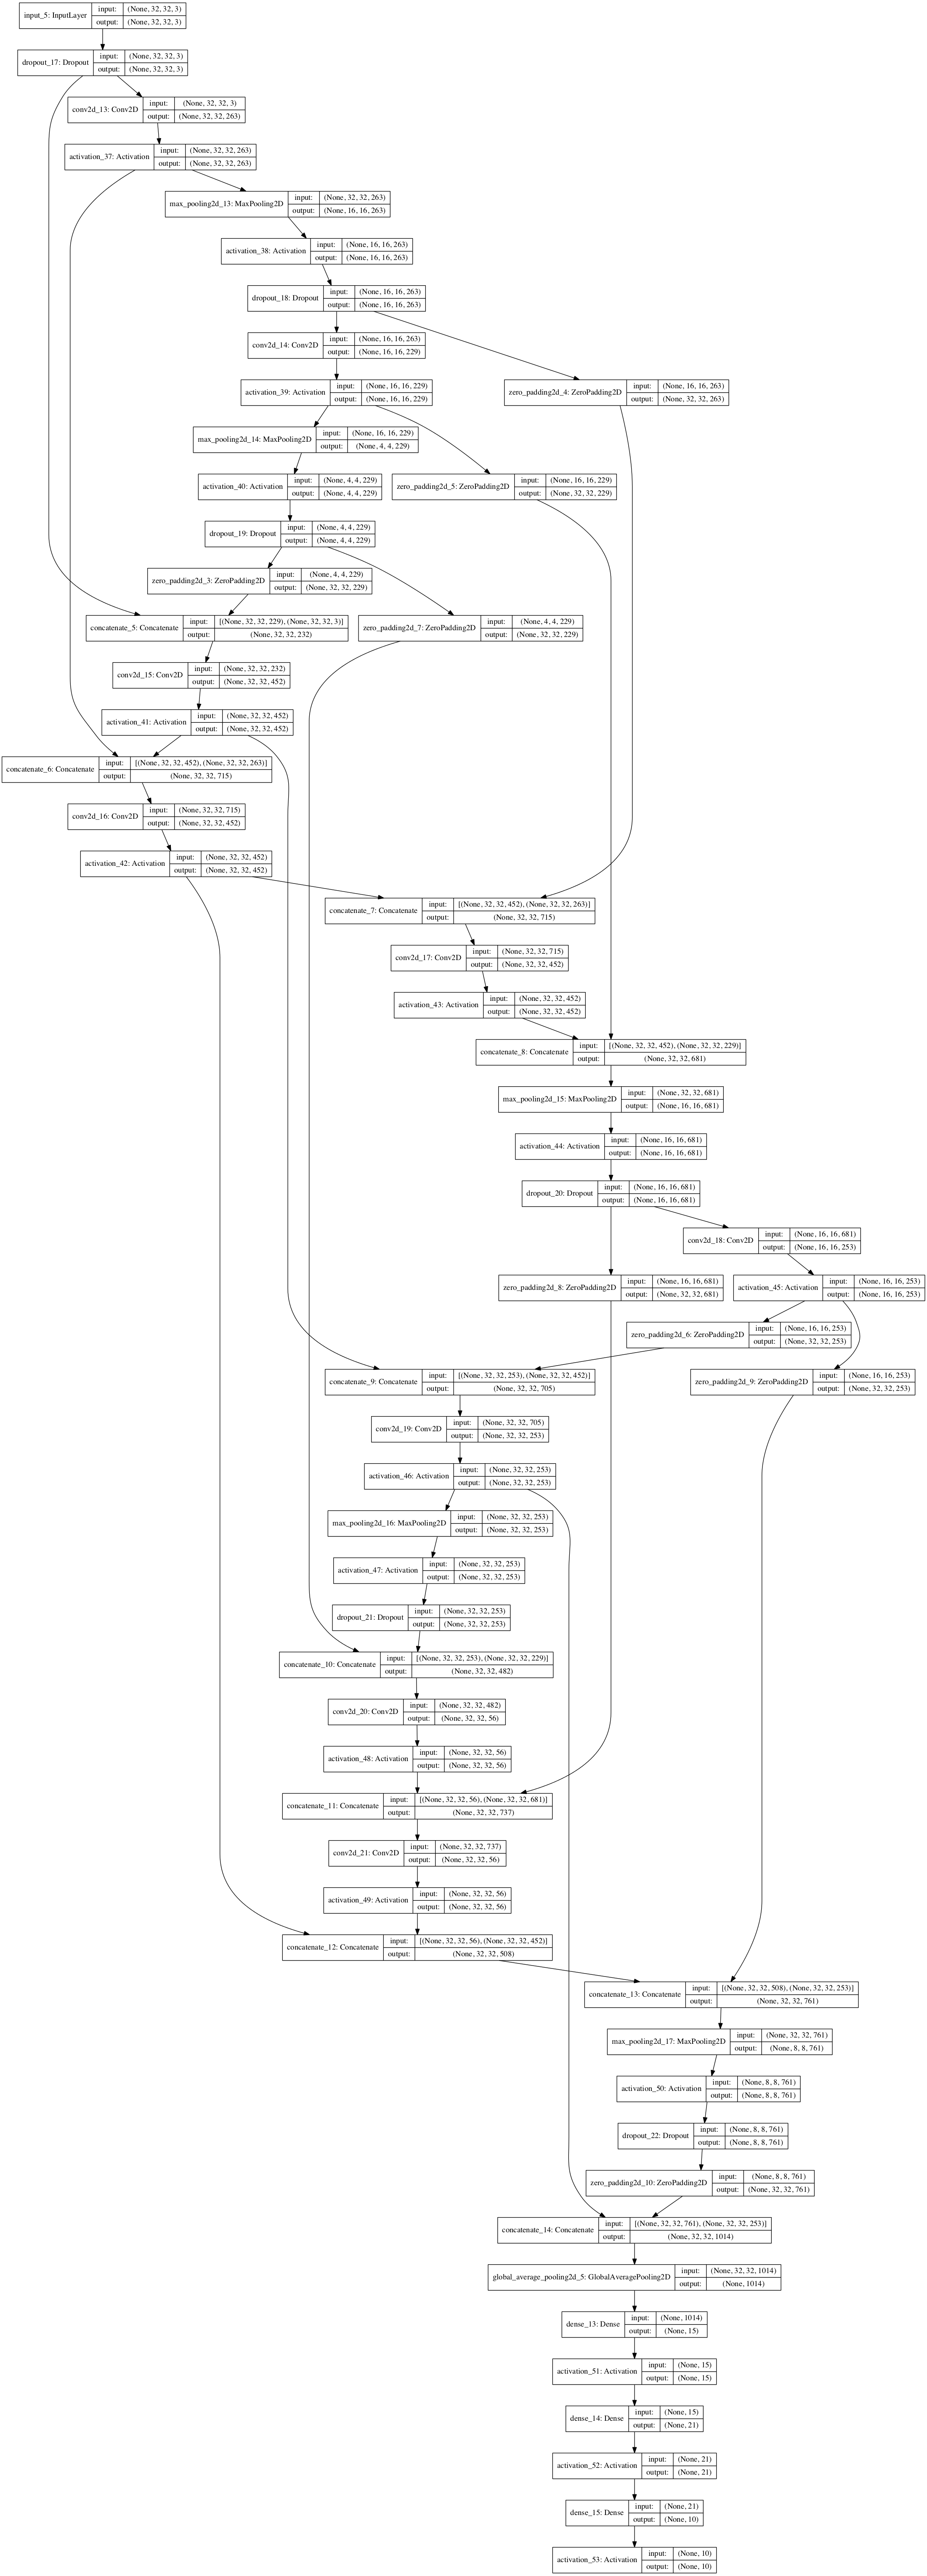 input_5: InputLayer input: (None, 32, 32, 3)
output: (None, 32, 32, 3)
dropout_17: Dropout input: (None, 32, 32, 3)
output: (None, 32, 32, 3)
conv2d_13: Conv2D input: (None, 32, 32, 3)
output: (None, 32, 32, 263)
activation_37: Activation input: (None, 32, 32, 263)
output: (None, 32, 32, 263)
max_pooling2d_13: MaxPooling2D input: (None, 32, 32, 263)
output: (None, 16, 16, 263)
activation_38: Activation input: (None, 16, 16, 263)
output: (None, 16, 16, 263)
dropout_18: Dropout input: (None, 16, 16, 263)
output: (None, 16, 16, 263)
conv2d_14: Conv2D input: (None, 16, 16, 263)
output: (None, 16, 16, 229)
activation_39: Activation input: (None, 16, 16, 229)
output: (None, 16, 16, 229)
zero_padding2d_4: ZeroPadding2D input: (None, 16, 16, 263)
output: (None, 32, 32, 263)
max_pooling2d_14: MaxPooling2D input: (None, 16, 16, 229)
output: (None, 4, 4, 229)
activation_40: Activation input: (None, 4, 4, 229)
output: (None, 4, 4, 229)
zero_padding2d_5: ZeroPadding2D input: (None, 16, 16, 229)
output: (None, 32, 32, 229)
dropout_19: Dropout input: (None, 4, 4, 229)
output: (None, 4, 4, 229)
zero_padding2d_3: ZeroPadding2D input: (None, 4, 4, 229)
output: (None, 32, 32, 229)
concatenate_5: Concatenate input: [(None, 32, 32, 229), (None, 32, 32, 3)]
output: (None, 32, 32, 232)
zero_padding2d_7: ZeroPadding2D input: (None, 4, 4, 229)
output: (None, 32, 32, 229)
conv2d_15: Conv2D input: (None, 32, 32, 232)
output: (None, 32, 32, 452)
activation_41: Activation input: (None, 32, 32, 452)
output: (None, 32, 32, 452)
concatenate_6: Concatenate input: [(None, 32, 32, 452), (None, 32, 32, 263)]
output: (None, 32, 32, 715)
conv2d_16: Conv2D input: (None, 32, 32, 715)
output: (None, 32, 32, 452)
activation_42: Activation input: (None, 32, 32, 452)
output: (None, 32, 32, 452)
concatenate_7: Concatenate input: [(None, 32, 32, 452), (None, 32, 32, 263)]
output: (None, 32, 32, 715)
conv2d_17: Conv2D input: (None, 32, 32, 715)
output: (None, 32, 32, 452)
activation_43: Activation input: (None, 32, 32, 452)
output: (None, 32, 32, 452)
concatenate_8: Concatenate input: [(None, 32, 32, 452), (None, 32, 32, 229)]
output: (None, 32, 32, 681)
max_pooling2d_15: MaxPooling2D input: (None, 32, 32, 681)
output: (None, 16, 16, 681)
activation_44: Activation input: (None, 16, 16, 681)
output: (None, 16, 16, 681)
dropout_20: Dropout input: (None, 16, 16, 681)
output: (None, 16, 16, 681)
conv2d_18: Conv2D input: (None, 16, 16, 681)
output: (None, 16, 16, 253)
zero_padding2d_8: ZeroPadding2D input: (None, 16, 16, 681)
output: (None, 32, 32, 681)
activation_45: Activation input: (None, 16, 16, 253)
output: (None, 16, 16, 253)
zero_padding2d_6: ZeroPadding2D input: (None, 16, 16, 253)
output: (None, 32, 32, 253)
concatenate_9: Concatenate input: [(None, 32, 32, 253), (None, 32, 32, 452)]
output: (None, 32, 32, 705)
zero_padding2d_9: ZeroPadding2D input: (None, 16, 16, 253)
output: (None, 32, 32, 253)
conv2d_19: Conv2D input: (None, 32, 32, 705)
output: (None, 32, 32, 253)
activation_46: Activation input: (None, 32, 32, 253)
output: (None, 32, 32, 253)
max_pooling2d_16: MaxPooling2D input: (None, 32, 32, 253)
output: (None, 32, 32, 253)
activation_47: Activation input: (None, 32, 32, 253)
output: (None, 32, 32, 253)
dropout_21: Dropout input: (None, 32, 32, 253)
output: (None, 32, 32, 253)
concatenate_10: Concatenate input: [(None, 32, 32, 253), (None, 32, 32, 229)]
output: (None, 32, 32, 482)
conv2d_20: Conv2D input: (None, 32, 32, 482)
output: (None, 32, 32, 56)
activation_48: Activation input: (None, 32, 32, 56)
output: (None, 32, 32, 56)
concatenate_11: Concatenate input: [(None, 32, 32, 56), (None, 32, 32, 681)]
output: (None, 32, 32, 737)
conv2d_21: Conv2D input: (None, 32, 32, 737)
output: (None, 32, 32, 56)
activation_49: Activation input: (None, 32, 32, 56)
output: (None, 32, 32, 56)
concatenate_12: Concatenate input: [(None, 32, 32, 56), (None, 32, 32, 452)]
output: (None, 32, 32, 508)
concatenate_13: Concatenate input: [(None, 32, 32, 508), (None, 32, 32, 253)]
output: (None, 32, 32, 761)
max_pooling2d_17: MaxPooling2D input: (None, 32, 32, 761)
output: (None, 8, 8, 761)
activation_50: Activation input: (None, 8, 8, 761)
output: (None, 8, 8, 761)
dropout_22: Dropout input: (None, 8, 8, 761)
output: (None, 8, 8, 761)
zero_padding2d_10: ZeroPadding2D input: (None, 8, 8, 761)
output: (None, 32, 32, 761)
concatenate_14: Concatenate input: [(None, 32, 32, 761), (None, 32, 32, 253)]
output: (None, 32, 32, 1014)
global_average_pooling2d_5: GlobalAveragePooling2D input: (None, 32, 32, 1014)
output: (None, 1014)
dense_13: Dense input: (None, 1014)
output: (None, 15)
activation_51: Activation input: (None, 15)
output: (None, 15)
dense_14: Dense input: (None, 15)
output: (None, 21)
activation_52: Activation input: (None, 21)
output: (None, 21)
dense_15: Dense input: (None, 21)
output: (None, 10)
activation_53: Activation input: (None, 10)
output: (None, 10)